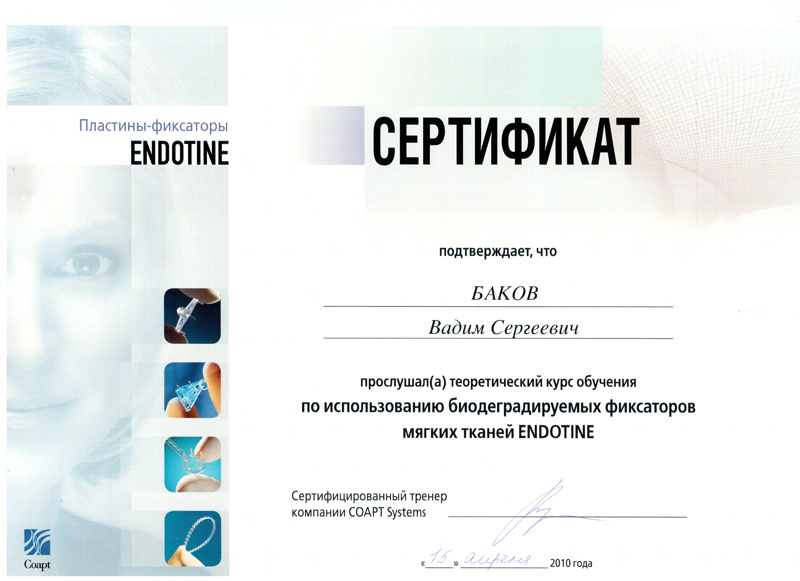 Пластины-фиксаторы
ENDOTINE
СЕРТИФИКАТ
подтверждает, что
БАКОВ
Вадим Сергеевич
прослушал(а) теоретический курс обучения
по использованию биодеградируемых фиксаторов
мягких тканей ENDOTINE
Сертифицированный тренер
компании COAPT Systems
«15» апреля 2010 года
Coapt